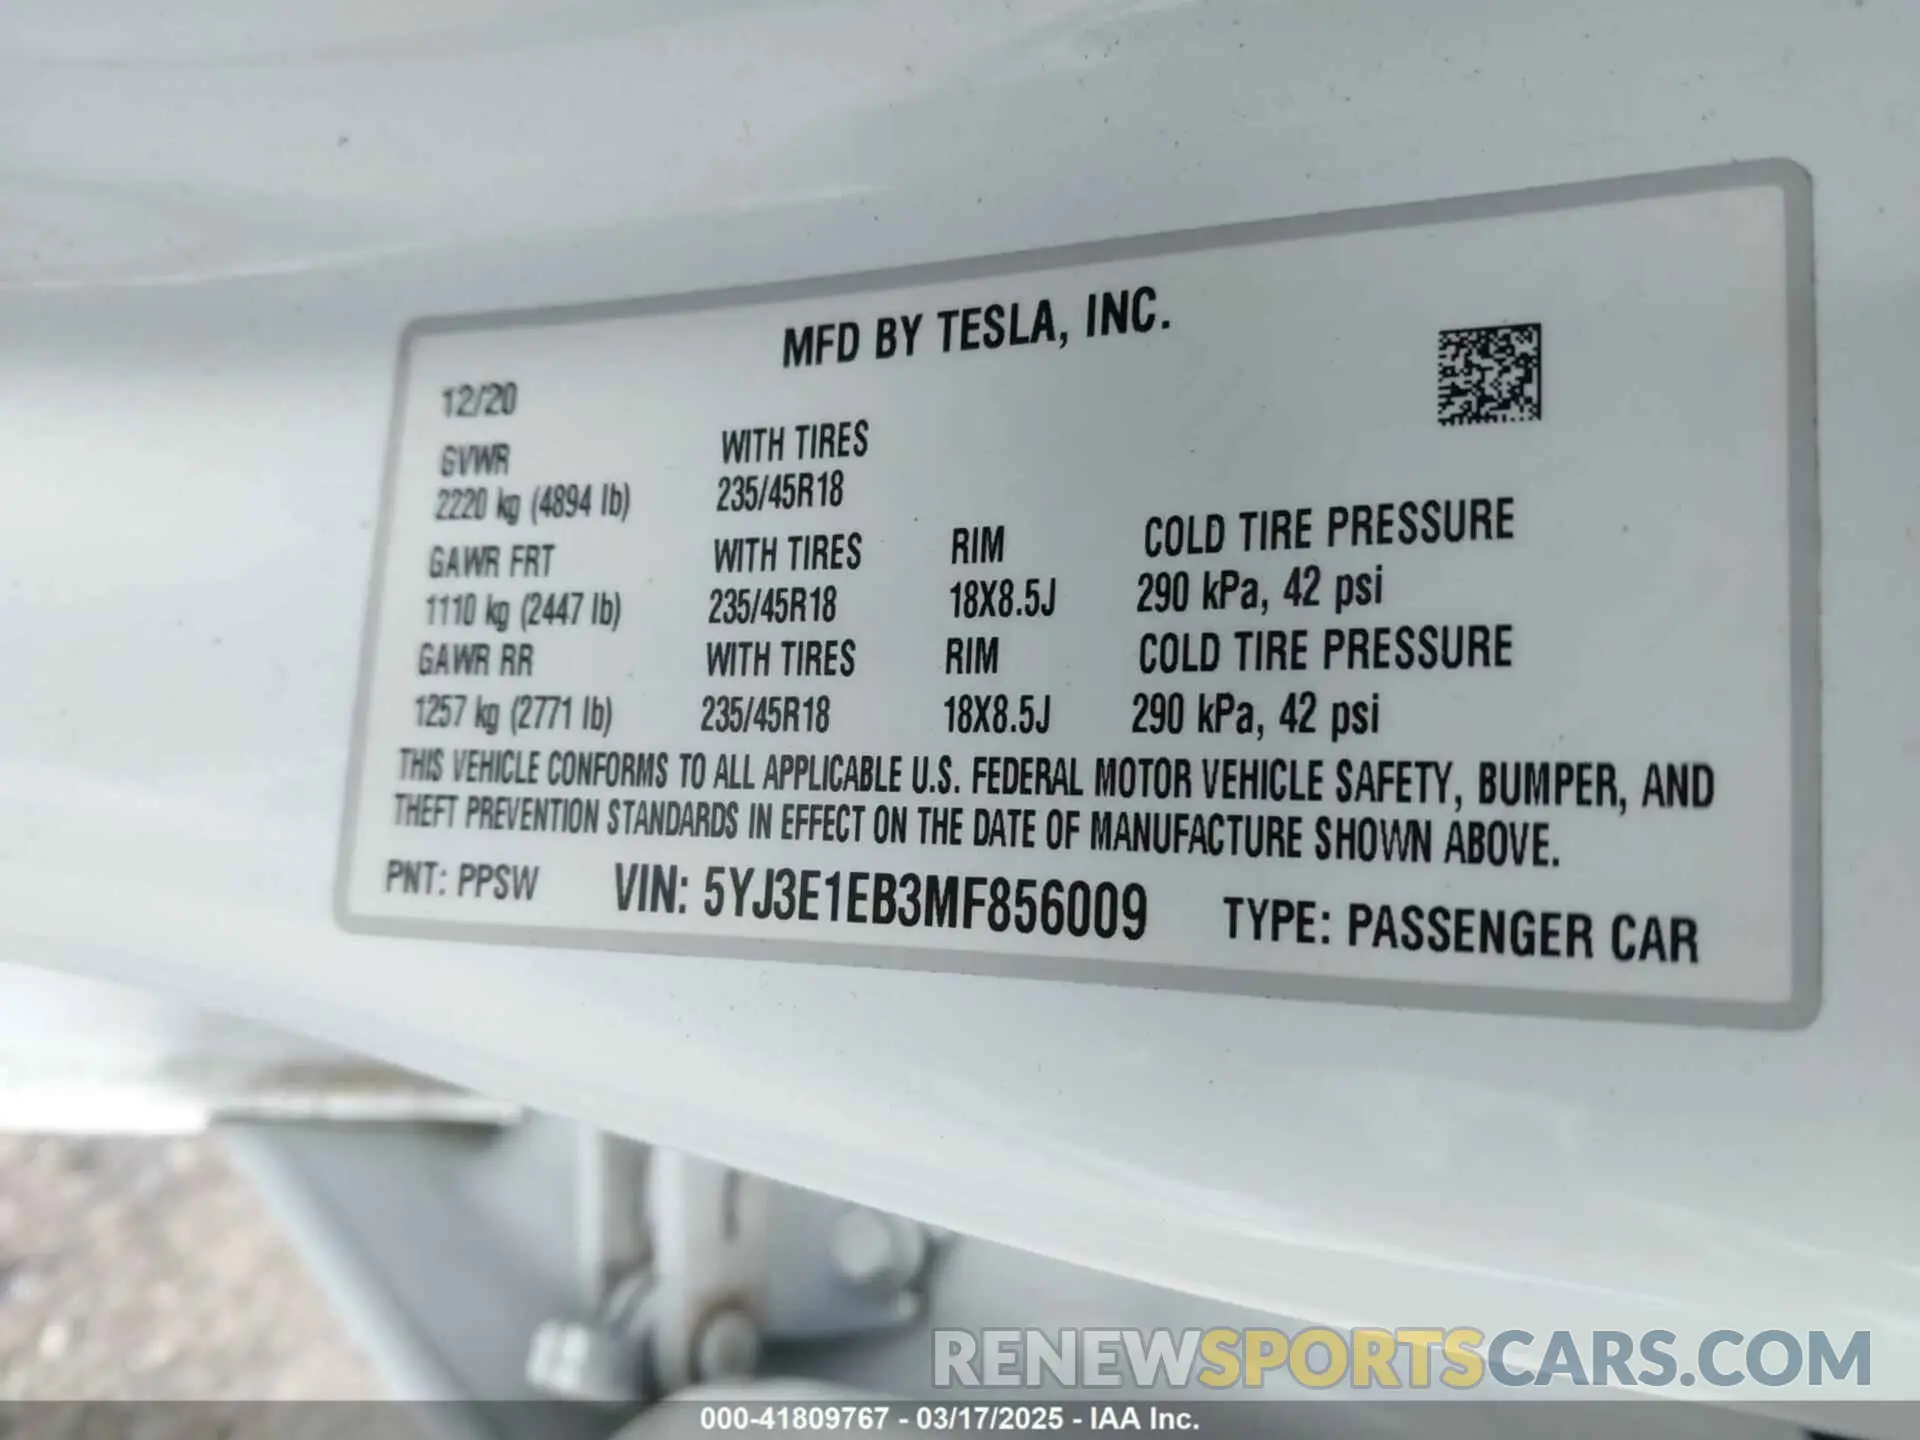 MFD BY TESLA, INC.
12/20
GVWR WITH TIRES
2220 kg (4894 lb) 235/45R18
GAWR FRT WITH TIRES RIM COLD TIRE PRESSURE
1110 kg (2447 lb) 235/45R18 18X8.5J 290 kPa, 42 psi
GAWR RR WITH TIRES RIM COLD TIRE PRESSURE
1257 kg (2771 lb) 235/45R18 18X8.5J 290 kPa, 42 psi
THIS VEHICLE CONFORMS TO ALL APPLICABLE U.S. FEDERAL MOTOR VEHICLE SAFETY, BUMPER, AND
THEFT PREVENTION STANDARDS IN EFFECT ON THE DATE OF MANUFACTURE SHOWN ABOVE.
PNT: PPSW VIN: 5YJ3E1EB3MF856009 TYPE: PASSENGER CAR
RENEWSPORTSCARS.COM
000-41809767 - 03/17/2025 - IAA Inc.